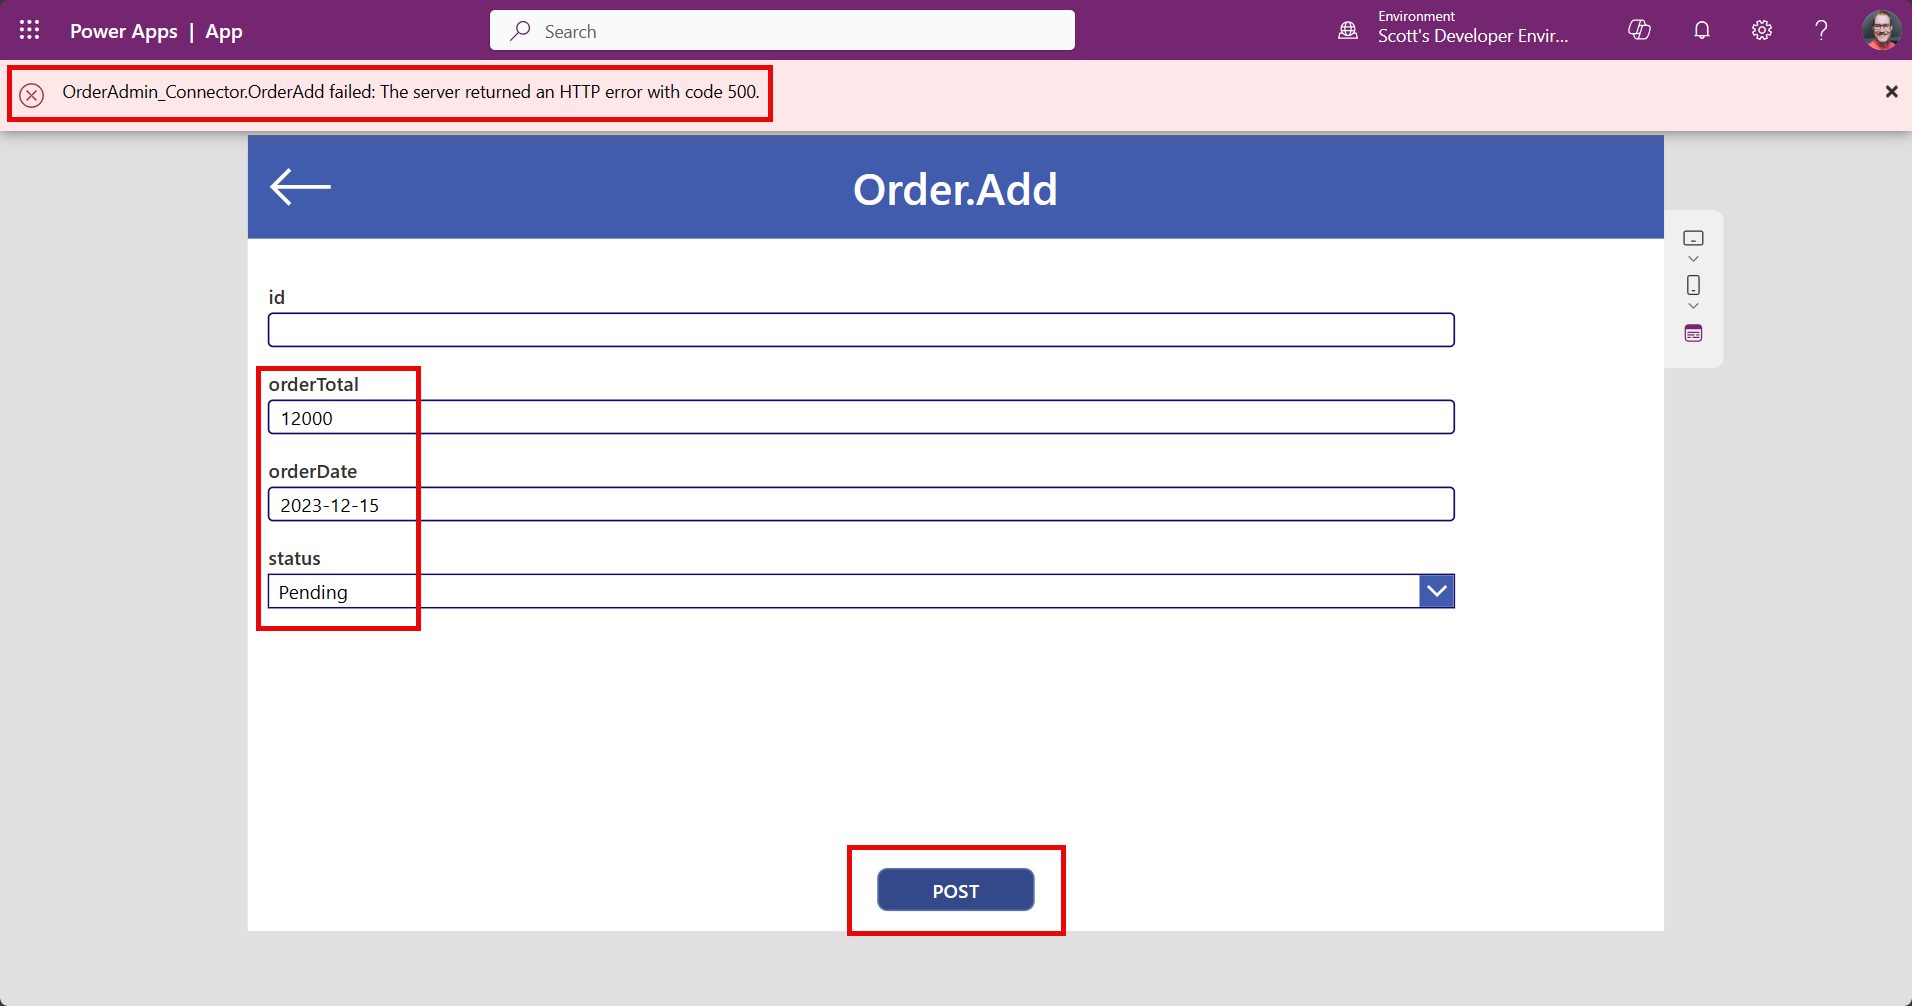 Power Apps | App
Search
Environment
Scott's Developer Envir...
OrderAdmin_Connector.OrderAdd failed: The server returned an HTTP error with code 500.
Order.Add
id
orderTotal
12000
orderDate
2023-12-15
status
Pending
POST